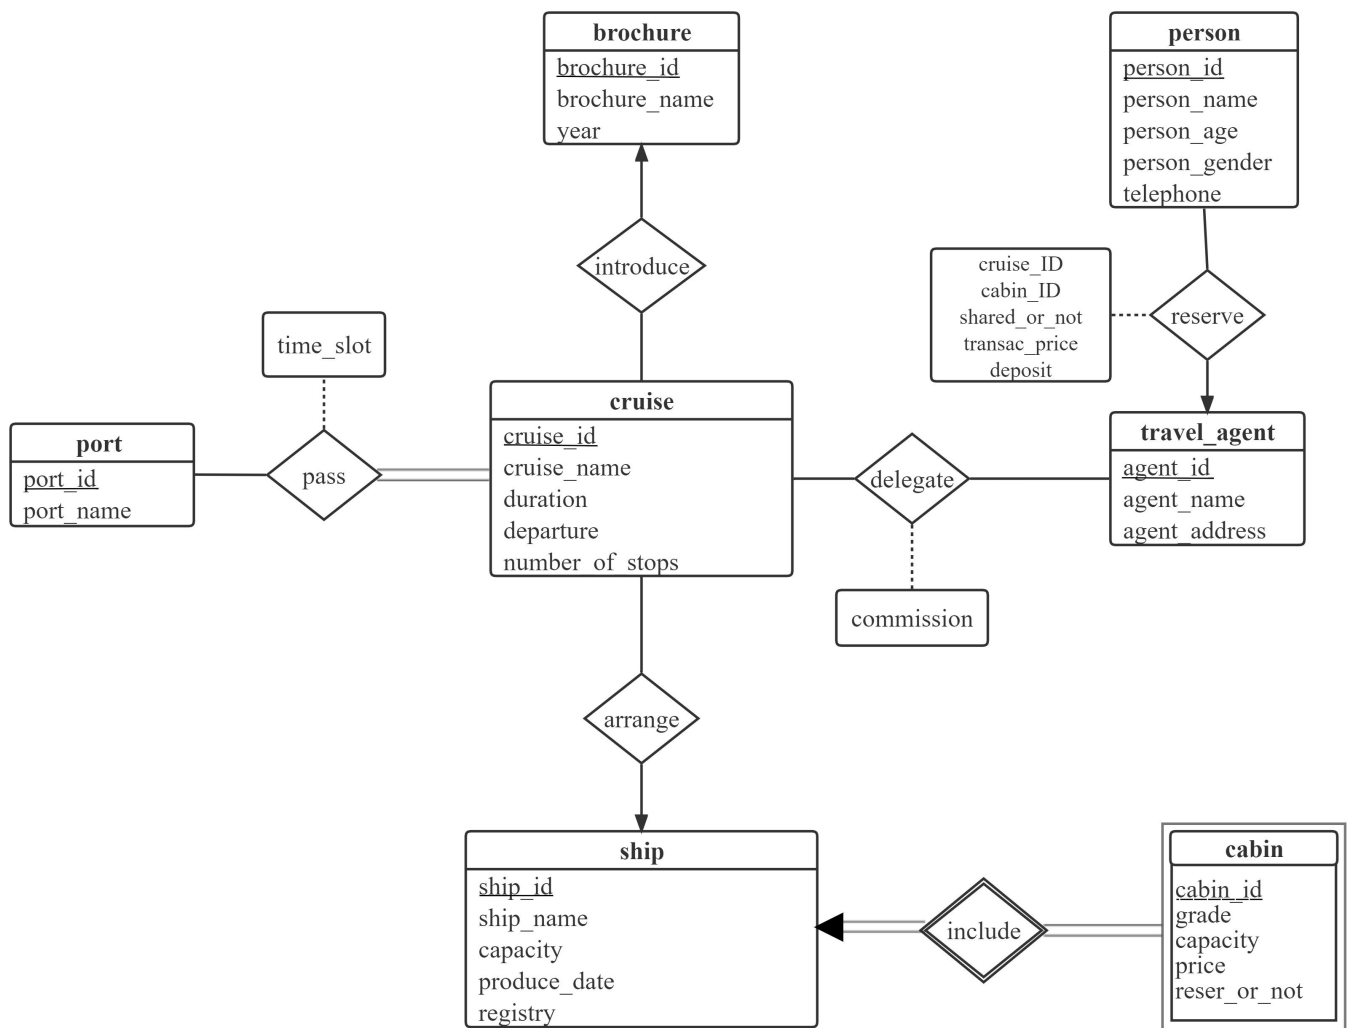 brochure
brochure_id
brochure_name
year
person
person_id
person_name
person_age
person_gender
telephone
introduce
cruise_ID
cabin_ID
shared_or_not
transac_price
deposit
reserve
time_slot
port
port_id
port_name
pass
cruise
cruise_id
cruise_name
duration
departure
number_of_stops
delegate
travel_agent
agent_id
agent_name
agent_address
commission
arrange
ship
ship_id
ship_name
capacity
produce_date
registry
include
cabin
cabin_id
grade
capacity
price
reser_or_not